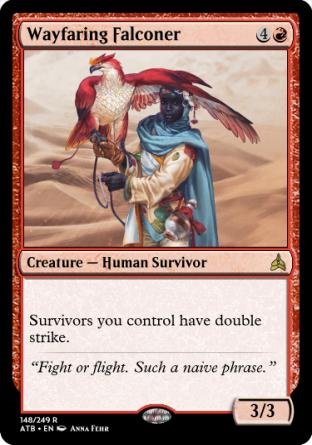 Wayfaring Falconer 4
Creature — Human Survivor
Survivors you control have double
strike.
“Fight or flight. Such a naive phrase.”
148/249 R
ATB • EN Anna Fehr
3/3